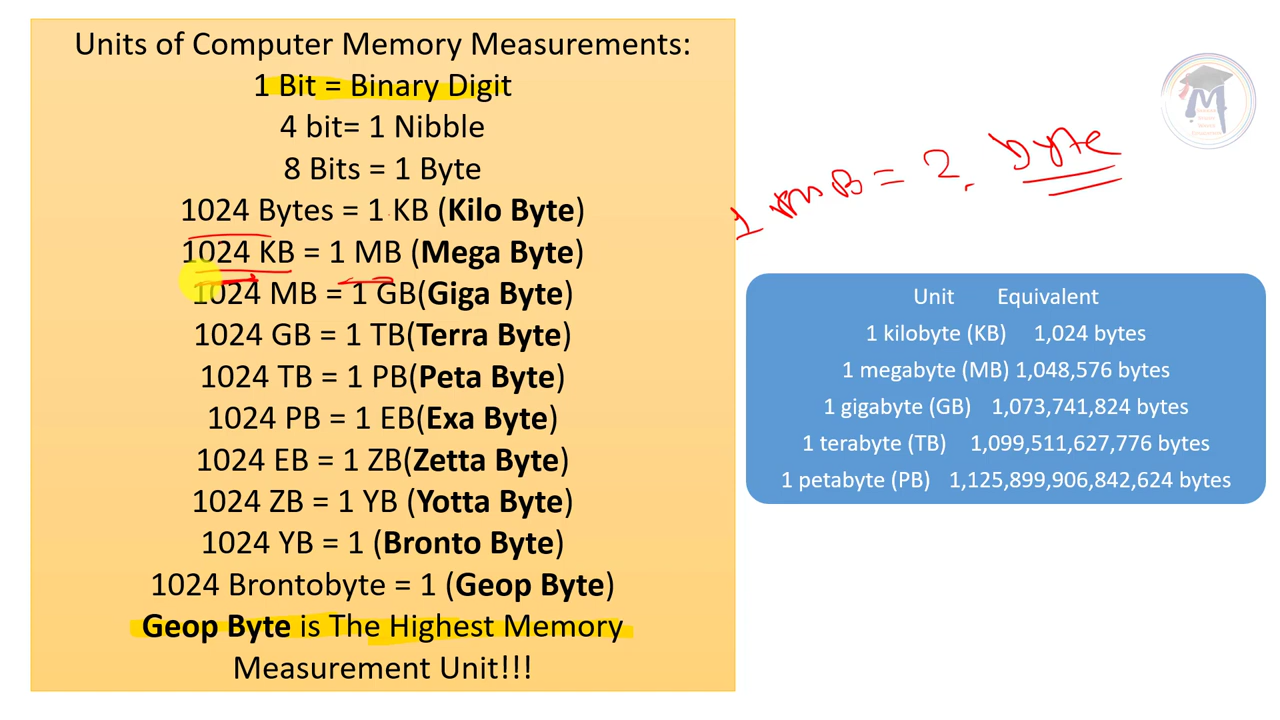 Units of Computer Memory Measurements:
1 Bit = Binary Digit
4 bit= 1 Nibble
8 Bits = 1 Byte
1024 Bytes = 1 KB (Kilo Byte)
1024 KB = 1 MB (Mega Byte)
1024 MB = 1 GB(Giga Byte)
1024 GB = 1 TB(Terra Byte)
1024 TB = 1 PB(Peta Byte)
1024 PB = 1 EB(Exa Byte)
1024 EB = 1 ZB(Zetta Byte)
1024 ZB = 1 YB (Yotta Byte)
1024 YB = 1 (Bronto Byte)
1024 Brontobyte = 1 (Geop Byte)
Geop Byte is The Highest Memory
Measurement Unit!!!
M
1 MB = 2. byte
Unit Equivalent
1 kilobyte (KB) 1,024 bytes
1 megabyte (MB) 1,048,576 bytes
1 gigabyte (GB) 1,073,741,824 bytes
1 terabyte (TB) 1,099,511,627,776 bytes
1 petabyte (PB) 1,125,899,906,842,624 bytes